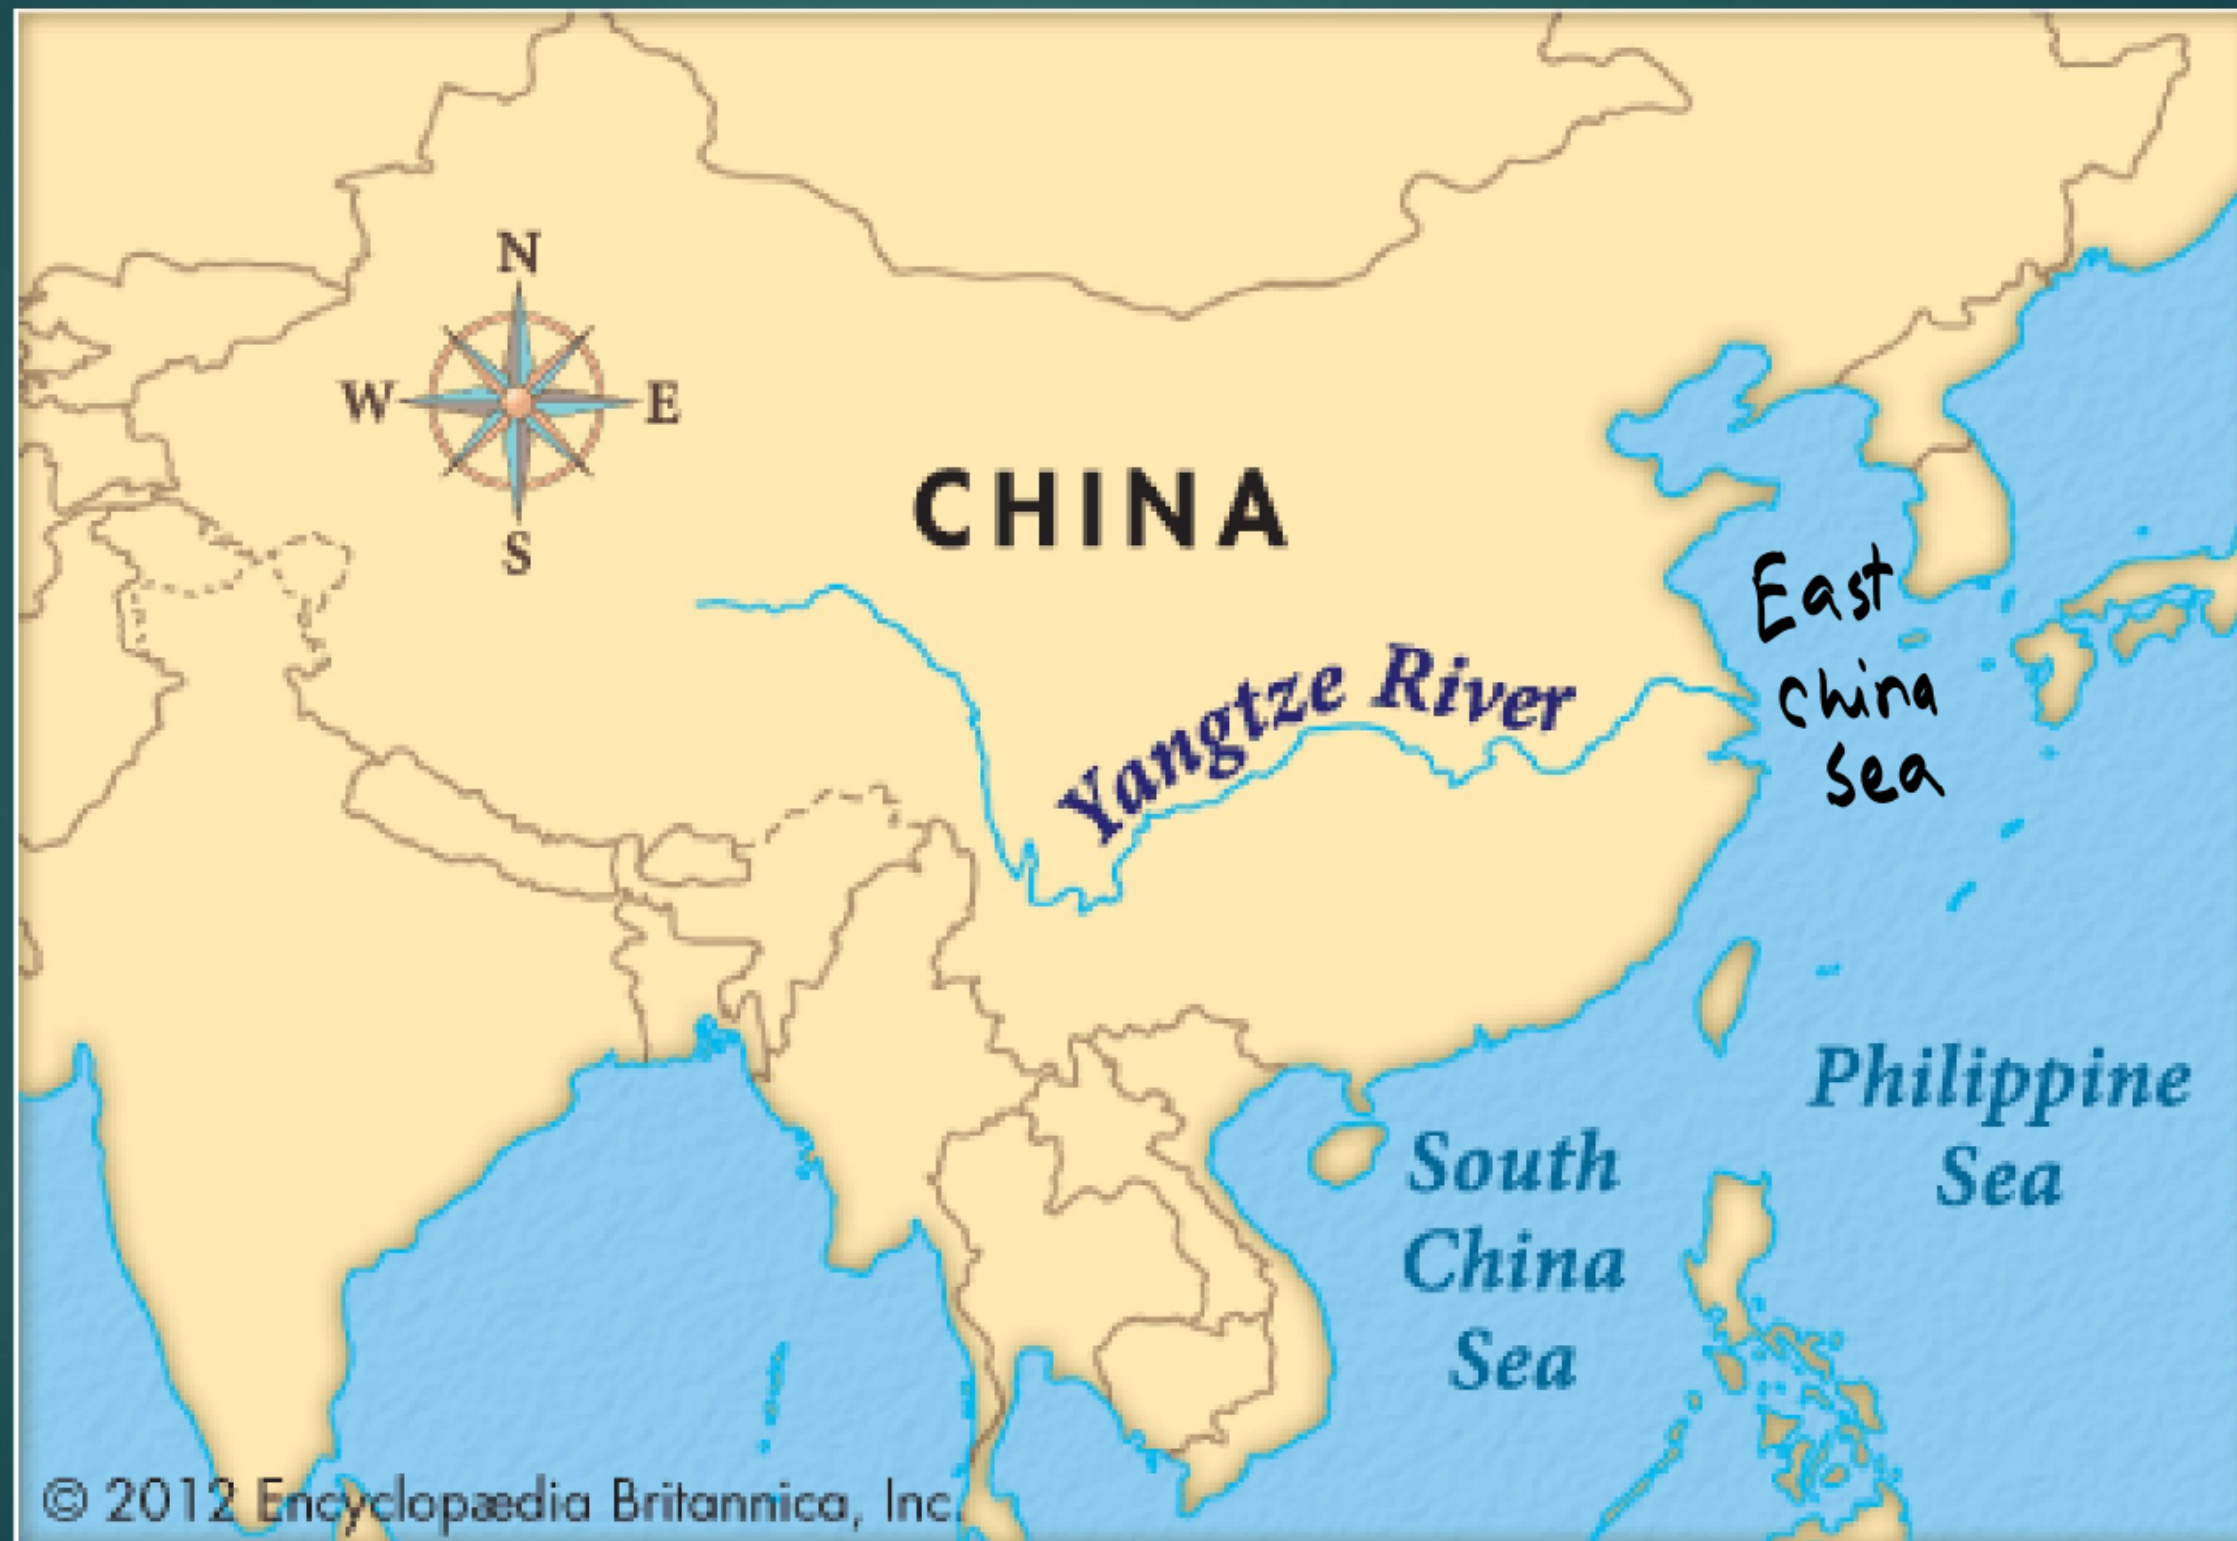 N
W E
S
CHINA
East
china
sea
Yangtze River
Philippine
Sea
South
China
Sea
© 2012 Encyclopædia Britannica, Inc.